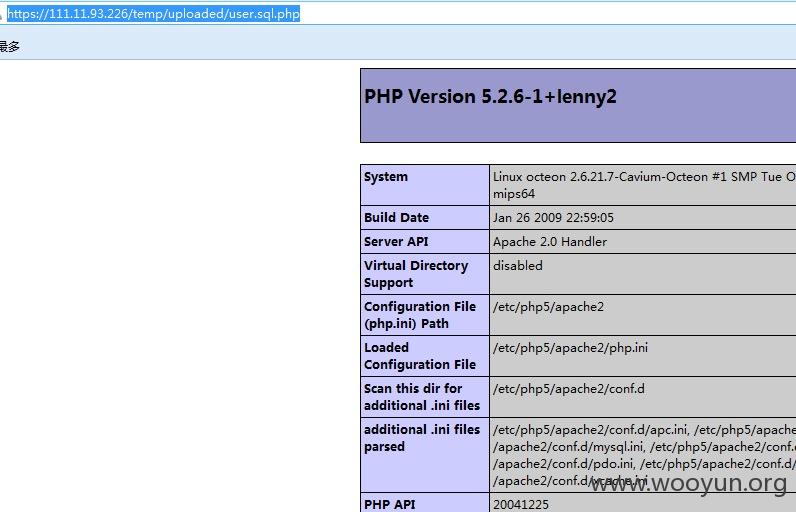 https://111.11.93.226/temp/uploaded/user.sql.php
最多
PHP Version 5.2.6-1+lenny2
System
Linux octeon 2.6.21.7-Cavium-Octeon #1 SMP Tue O
mips64
Build Date
Jan 26 2009 22:59:05
Server API
Apache 2.0 Handler
Virtual Directory
Support
disabled
Configuration File
(php.ini) Path
/etc/php5/apache2
Loaded
Configuration File
/etc/php5/apache2/php.ini
Scan this dir for
additional .ini files
/etc/php5/apache2/conf.d
additional .ini files
parsed
/etc/php5/apache2/conf.d/apc.ini, /etc/php5/apache
/apache2/conf.d/mysql.ini, /etc/php5/apache2/conf.
/apache2/conf.d/pdo.ini, /etc/php5/apache2/conf.d/
/apache2/conf.d/xcache.ini
www.wooyun.org
PHP API
20041225